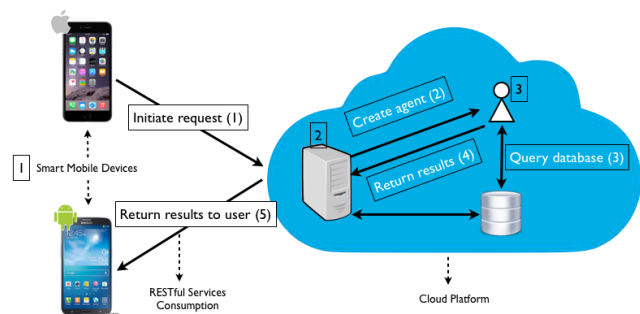 Initiate request (1)
1
Smart Mobile Devices
Return results to user (5)
RESTful Services
Consumption
2
Create agent (2)
3
Return results (4)
Query database (3)
Cloud Platform